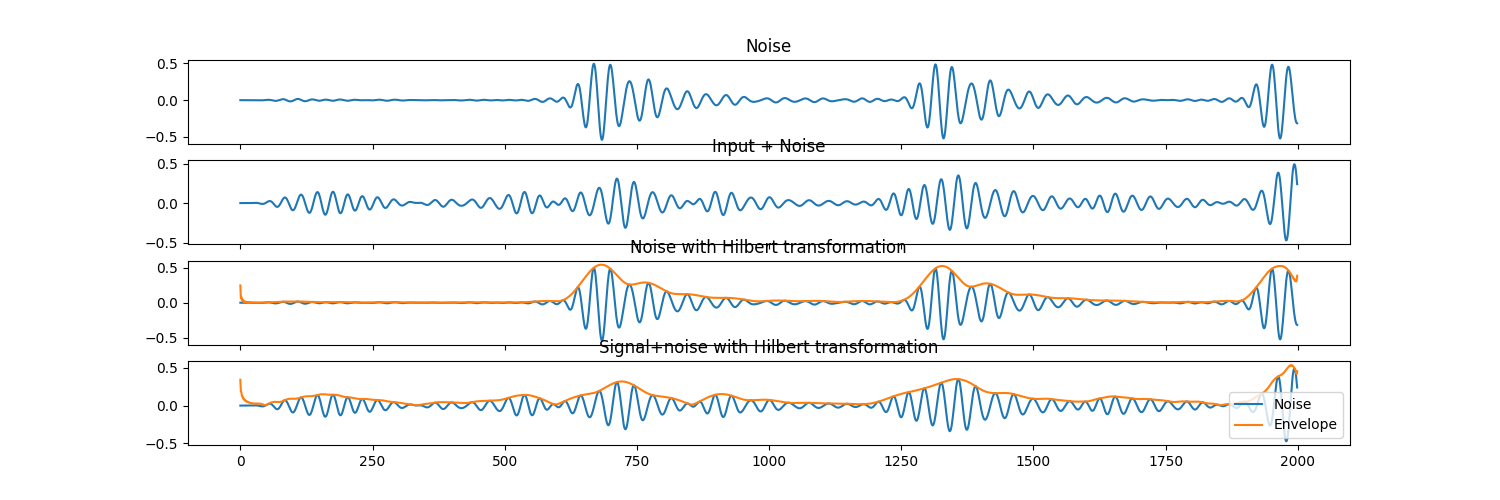 Noise
0.5
0.0
−0.5
Input + Noise
0.5
0.0
−0.5
Noise with Hilbert transformation
0.5
0.0
−0.5
Signal+noise with Hilbert transformation
0.5
0.0
−0.5
Noise
Envelope
0 250 500 750 1000 1250 1500 1750 2000